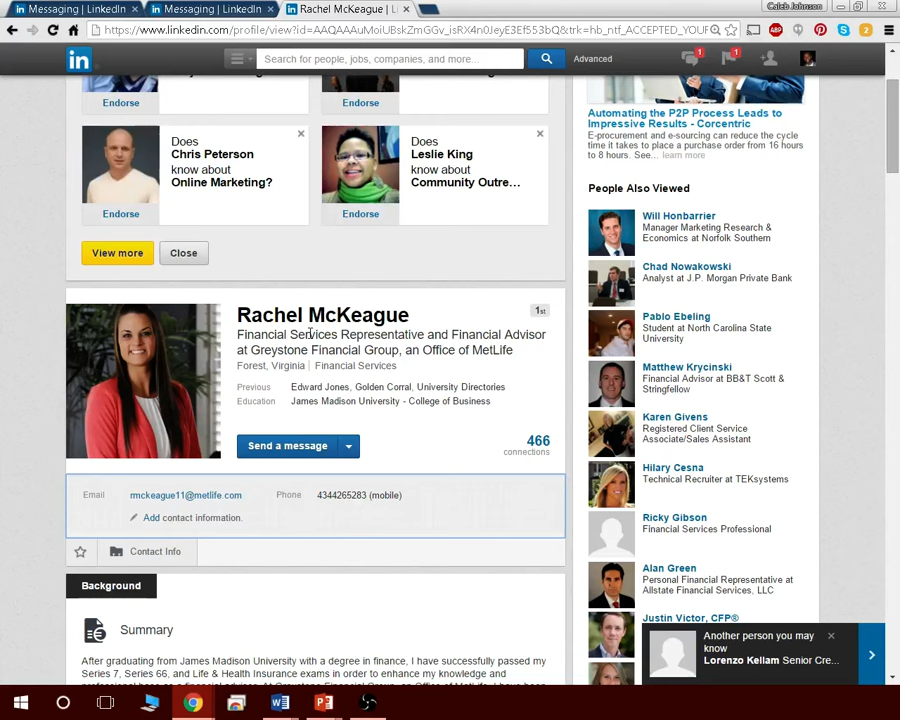 Messaging | LinkedIn
Messaging | LinkedIn
Rachel McKeague | L
Caleb Johnson
https://www.linkedin.com/profile/view?id=
in
Search for people, jobs, companies, and more...
Advanced
1
1
Endorse
Endorse
Does
Chris Peterson
know about
Online Marketing?
Endorse
Does
Leslie King
know about
Community Outre...
Endorse
View more
Close
Rachel McKeague
1st
Financial Services Representative and Financial Advisor
at Greystone Financial Group, an Office of MetLife
Forest, Virginia
Financial Services
Previous
Edward Jones, Golden Corral, University Directories
Education
James Madison University - College of Business
Send a message
466
connections
Email
mckeague11@metlife.com
Phone
4344265283 (mobile)
Add contact information.
Contact Info
Background
Summary
After graduating from James Madison University with a degree in finance, I have successfully passed my
Series 7, Series 66, and Life & Health Insurance exams in order to enhance my knowledge and
Automating the P2P Process Leads to
Impressive Results - Corcentric
E-procurement and e-sourcing can reduce the cycle
time it takes to place a purchase order from 16 hours
to 8 hours. See... learn more
People Also Viewed
Will Honbarrier
Manager Marketing Research &
Economics at Norfolk Southern
Chad Nowakowski
Analyst at J.P. Morgan Private Bank
Pablo Ebeling
Student at North Carolina State
University
Matthew Krycinski
Financial Advisor at BB&T Scott &
Stringfellow
Karen Givens
Registered Client Service
Associate/Sales Assistant
Hilary Cesna
Technical Recruiter at TEKsystems
Ricky Gibson
Financial Services Professional
Alan Green
Personal Financial Representative at
Allstate Financial Services, LLC
Justin Victor, CFP®
Another person you may
know
Lorenzo Kellam Senior Cre...